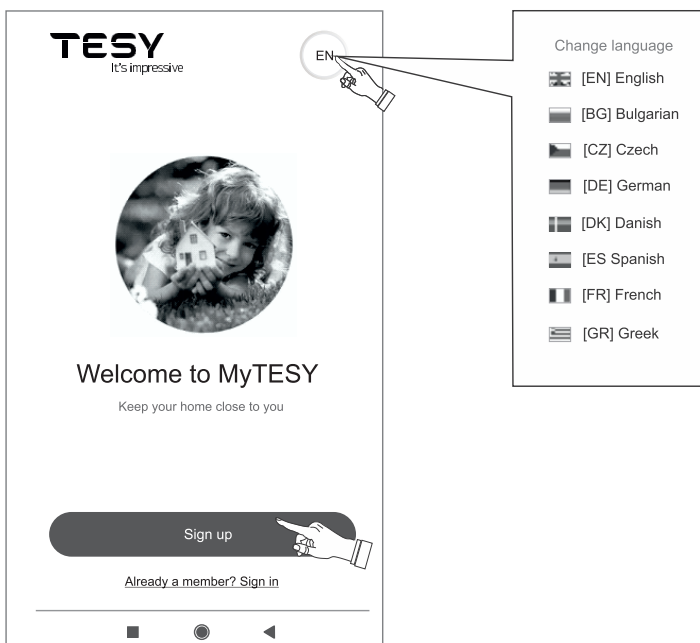 TESY
It's impressive
EN
Welcome to MyTESY
Keep your home close to you
Sign up
Already a member? Sign in
Change language
[EN] English
[BG] Bulgarian
[CZ] Czech
[DE] German
[DK] Danish
[ES Spanish
[FR] French
[GR] Greek